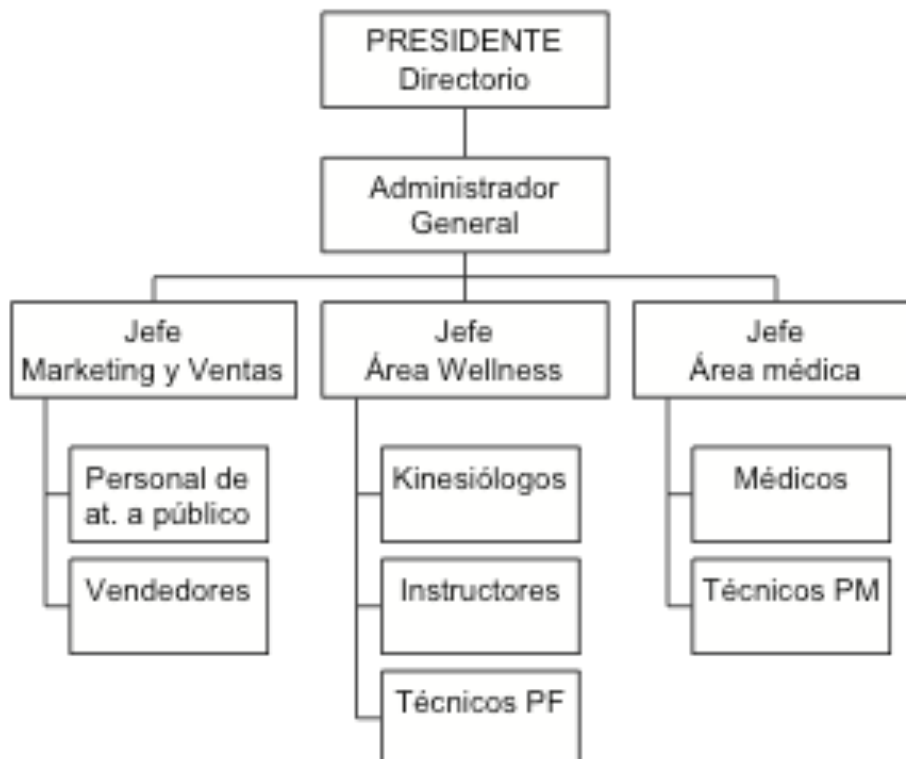 PRESIDENTE
Directorio
Administrador
General
Jefe
Marketing y Ventas
Jefe
Área Wellness
Jefe
Área médica
Personal de
at. a público
Vendedores
Kinesiólogos
Instructores
Técnicos PF
Médicos
Técnicos PM